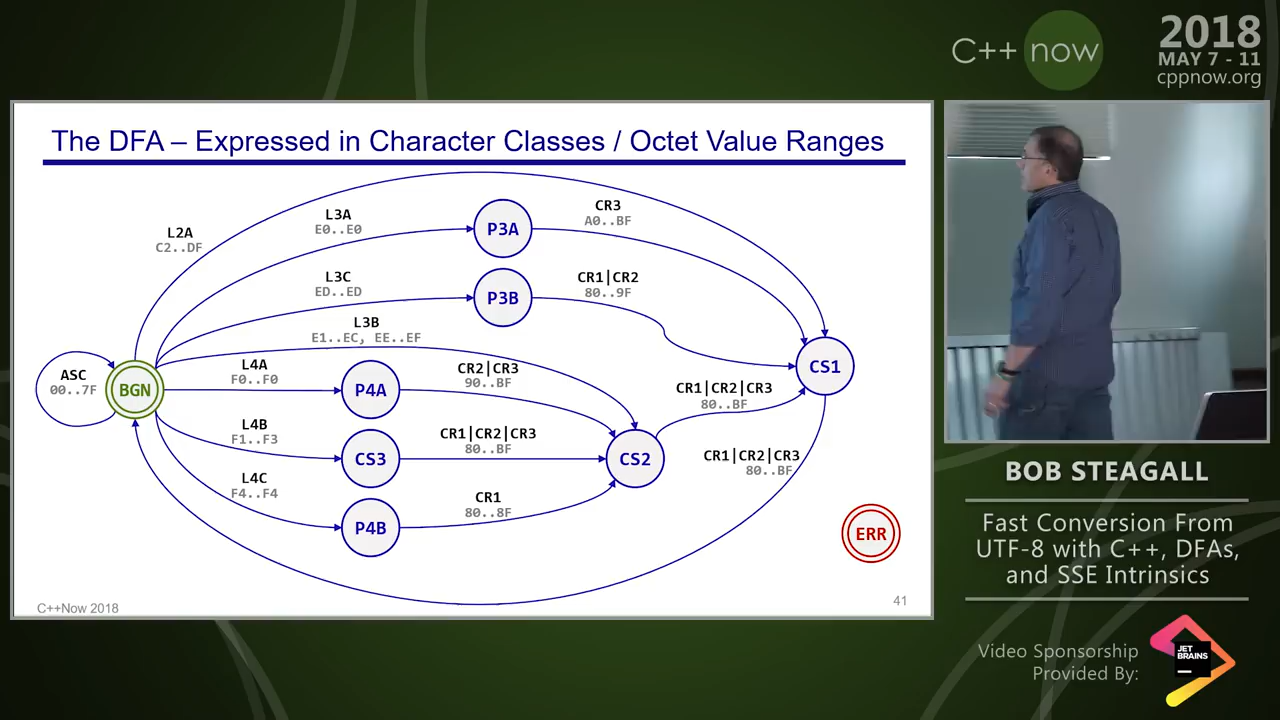 C++ now
2018
MAY 7 - 11
cppnow.org
The DFA – Expressed in Character Classes / Octet Value Ranges
L2A
C2..DF
L3A
E0..E0
P3A
CR3
A0..BF
L3C
ED..ED
P3B
CR1|CR2
80..9F
L3B
E1..EC, EE..EF
ASC
00..7F
BGN
L4A
F0..F0
P4A
CR2|CR3
90..BF
CS1
CR1|CR2|CR3
80..BF
L4B
F1..F3
CS3
CR1|CR2|CR3
80..BF
CS2
CR1|CR2|CR3
80..BF
L4C
F4..F4
P4B
CR1
80..8F
ERR
C++Now 2018
41
BOB STEAGALL
Fast Conversion From
UTF-8 with C++, DFAs,
and SSE Intrinsics
Video Sponsorship
Provided By:
JET
BRAINS